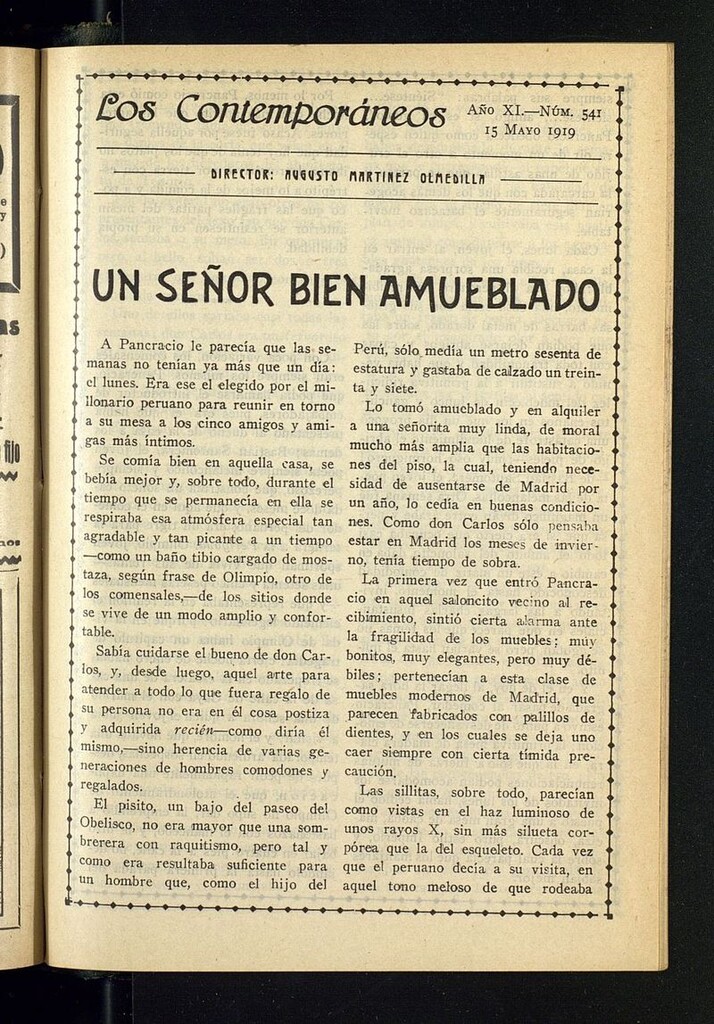 Los Contemporáneos
AÑO XI.—NÚM. 541
15 MAYO 1919
DIRECTOR: AUGUSTO MARTINEZ OLMEDILLA
UN SEÑOR BIEN AMUEBLADO
A Pancracio le parecía que las se-
manas no tenían ya más que un día:
el lunes. Era ese el elegido por el mi-
llonario peruano para reunir en torno
a su mesa a los cinco amigos y ami-
gas más íntimos.
Se comía bien en aquella casa, se
bebía mejor y, sobre todo, durante el
tiempo que se permanecía en ella se
respiraba esa atmósfera especial tan
agradable y tan picante a un tiempo
—como un baño tibio cargado de mos-
taza, según frase de Olimpio, otro de
los comensales,—de los sitios donde
se vive de un modo amplio y confor-
table.
Sabía cuidarse el bueno de don Car-
los, y, desde luego, aquel arte para
atender a todo lo que fuera regalo de
su persona no era en él cosa postiza
y adquirida recién—como diría él
mismo,—sino herencia de varias ge-
neraciones de hombres comodones y
regalados.
El pisito, un bajo del paseo del
Obelisco, no era mayor que una som-
brerera con raquitismo, pero tal y
como era resultaba suficiente para
un hombre que, como el hijo del
Perú, sólo medía un metro sesenta de
estatura y gastaba de calzado un trein-
ta y siete.
Lo tomó amueblado y en alquiler
a una señorita muy linda, de moral
mucho más amplia que las habitacio-
nes del piso, la cual, teniendo nece-
sidad de ausentarse de Madrid por
un año, lo cedía en buenas condicio-
nes. Como don Carlos sólo pensaba
estar en Madrid los meses de invier-
no, tenía tiempo de sobra.
La primera vez que entró Pancra-
cio en aquel saloncito vecino al re-
cibimiento, sintió cierta alarma ante
la fragilidad de los muebles; muy
bonitos, muy elegantes, pero muy dé-
biles; pertenecían a esta clase de
muebles modernos de Madrid, que
parecen fabricados con palillos de
dientes, y en los cuales se deja uno
caer siempre con cierta tímida pre-
caución.
Las sillitas, sobre todo, parecían
como vistas en el haz luminoso de
unos rayos X, sin más silueta cor-
pórea que la del esqueleto. Cada vez
que el peruano decía a su visita, en
aquel tono meloso de que rodeaba